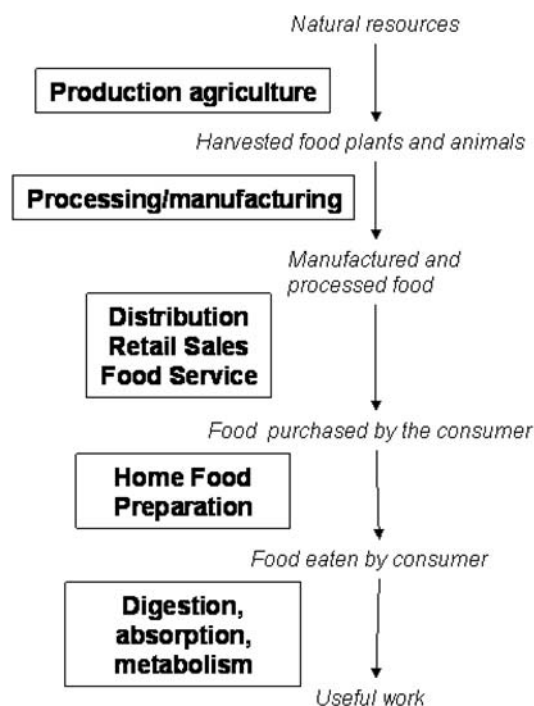 Natural resources
Production agriculture
Harvested food plants and animals
Processing/manufacturing
Manufactured and
processed food
Distribution
Retail Sales
Food Service
Food purchased by the consumer
Home Food
Preparation
Food eaten by consumer
Digestion,
absorption,
metabolism
Useful work